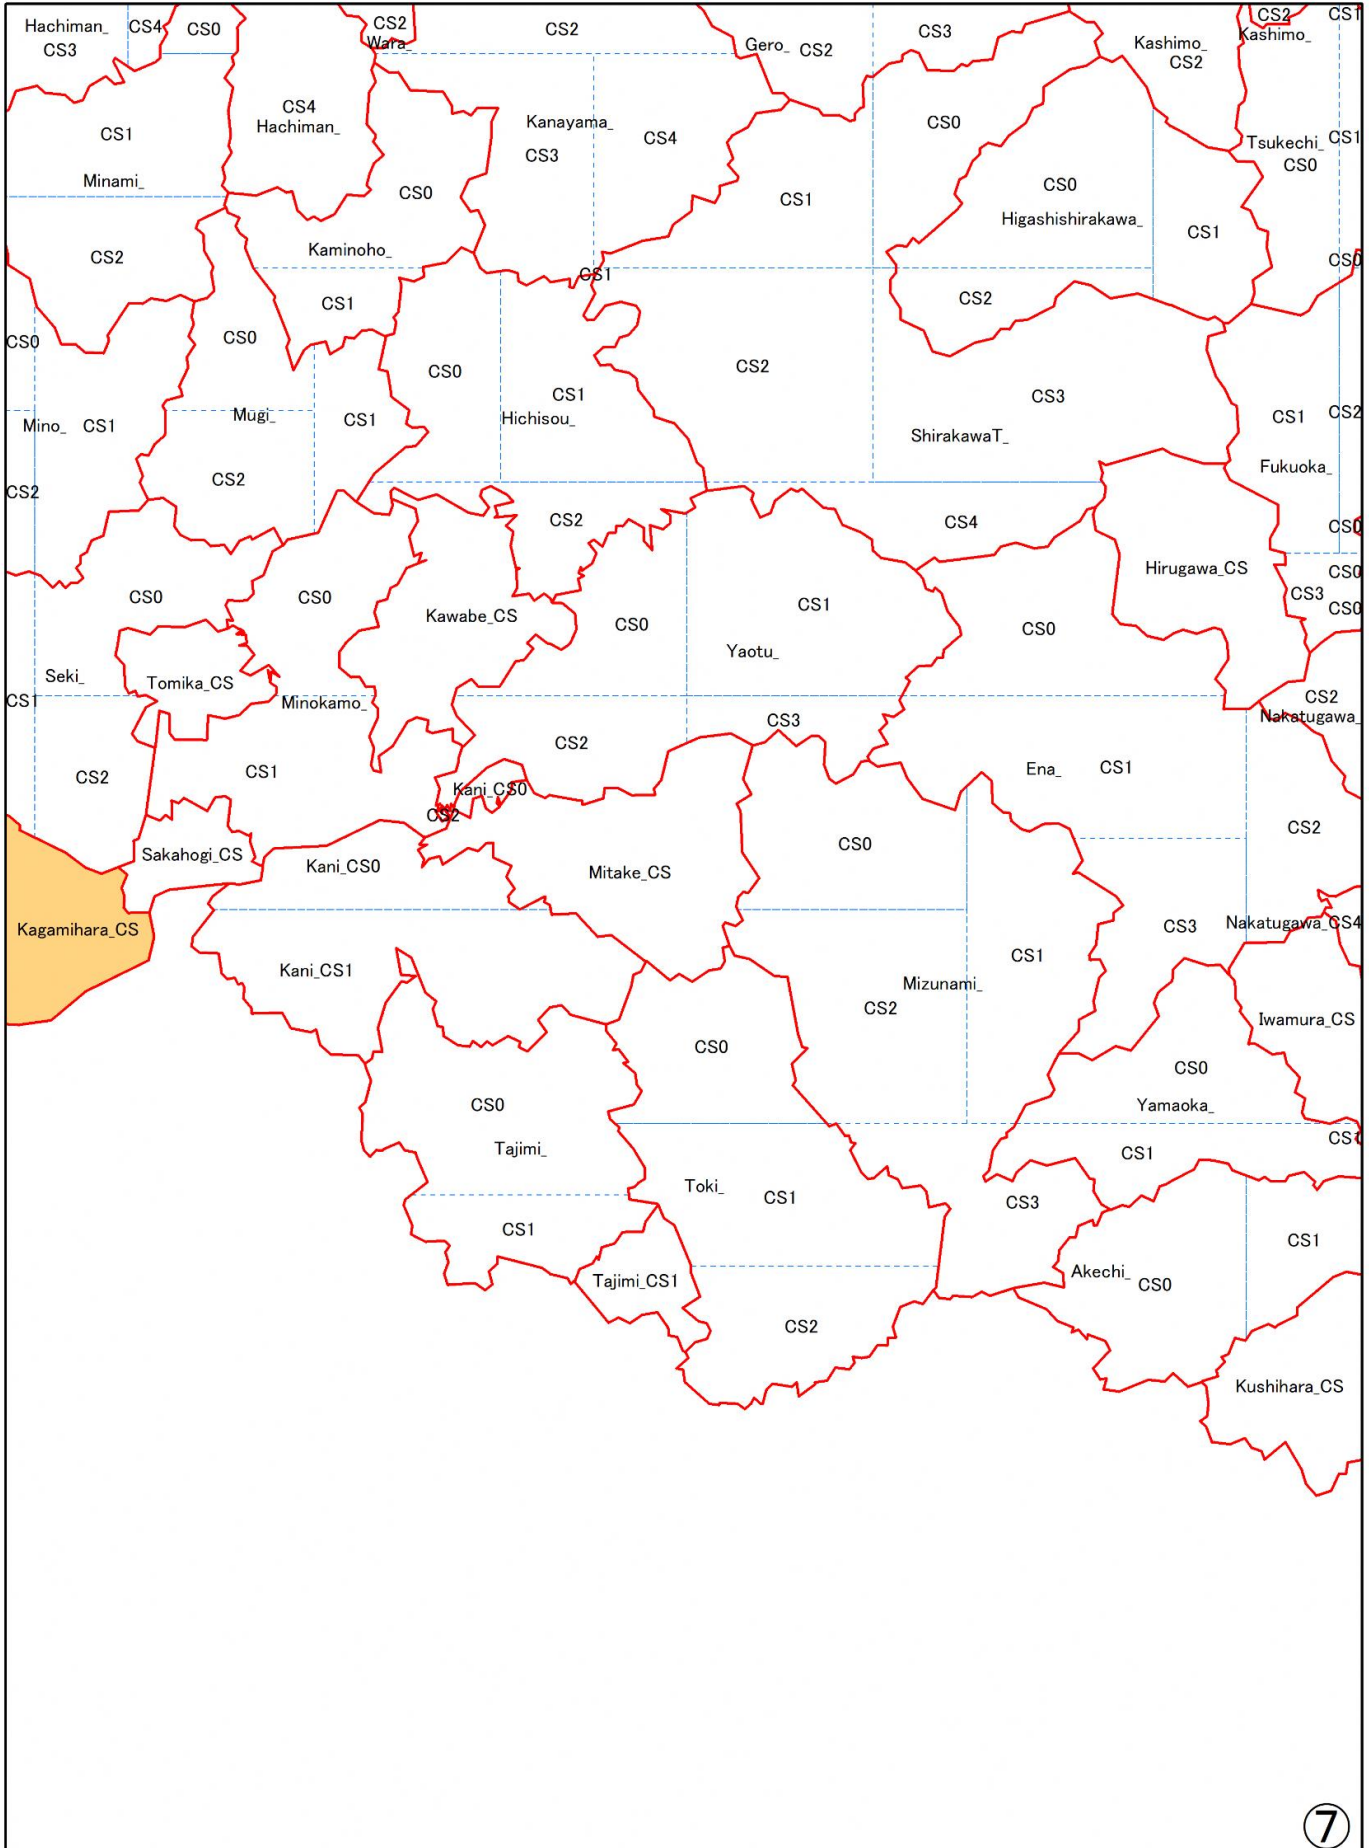 Hachiman_
CS3
CS4
CS0
CS2
Wara_
CS2
Gero_ CS2
CS3
Kashimo_
CS2
CS2
Kashimo_
CS1
CS1
Minami_
CS4
Hachiman_
Kanayama_
CS3
CS4
CS0
CS0
Higashishirakawa_
CS1
Tsukechi_
CS0
CS1
CS2
Kaminoho_
CS0
CS1
CS1
CS1
CS2
CS0
CS0
CS0
CS0
CS1
CS2
CS3
ShirakawaT_
CS1
CS2
Fukuoka_
Mino_ CS1
Mugi_
CS1
CS2
Hichisou_
CS2
CS2
CS4
CS0
Hirugawa_CS
CS3
CS0
CS0
CS0
CS0
Kawabe_CS
CS0
CS1
Yaotu_
CS0
Seki_
CS1
Tomika_CS
Minokamo_
CS3
CS2
Nakatugawa_
CS2
CS1
CS2
Ena_ CS1
Kani_CS0
CS2
CS2
Sakahogi_CS
Kani_CS0
Mitake_CS
CS0
Kagamihara_CS
CS3
Nakatugawa_CS4
Kani_CS1
CS2
Mizunami_
CS1
Iwamura_CS
CS0
CS0
CS0
Yamaoka_
Tajimi_
CS1
CS1
Toki_
CS1
CS3
CS1
CS1
Tajimi_CS1
Akechi_
CS0
CS2
Kushihara_CS
⑦